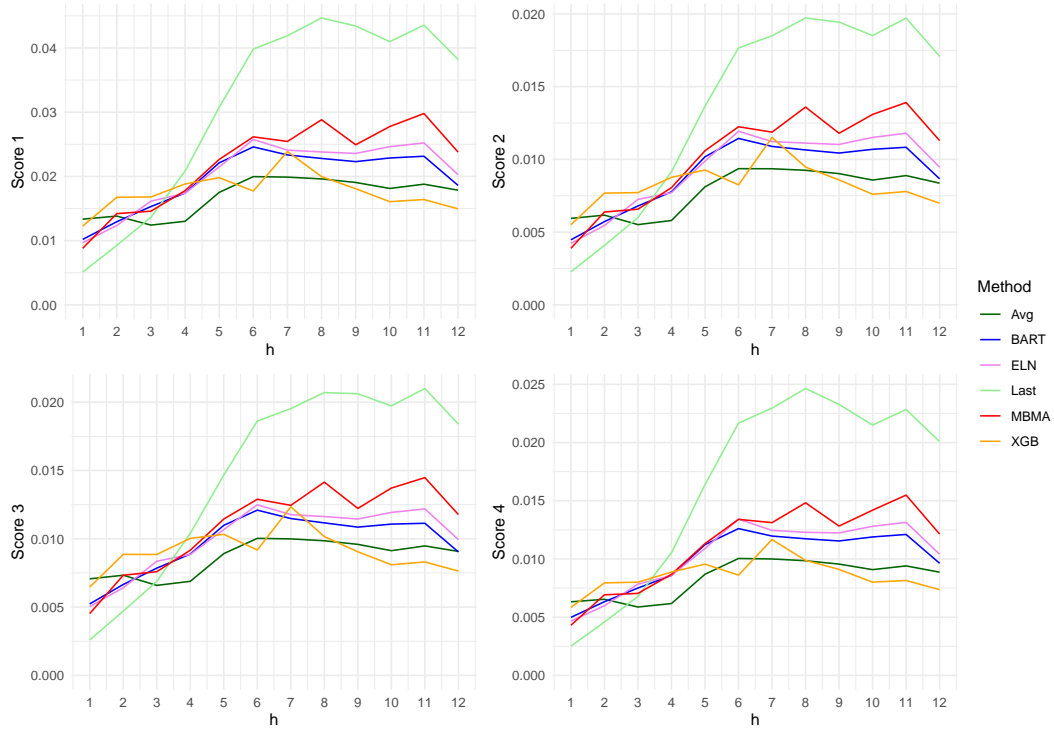 Score 1
0.04
0.03
0.02
0.01
0.00
1 2 3 4 5 6 7 8 9 10 11 12
h
Score 2
0.020
0.015
0.010
0.005
0.000
1 2 3 4 5 6 7 8 9 10 11 12
h
Score 3
0.020
0.015
0.010
0.005
0.000
1 2 3 4 5 6 7 8 9 10 11 12
h
Score 4
0.025
0.020
0.015
0.010
0.005
0.000
1 2 3 4 5 6 7 8 9 10 11 12
h
Method
Avg
BART
ELN
Last
MBMA
XGB